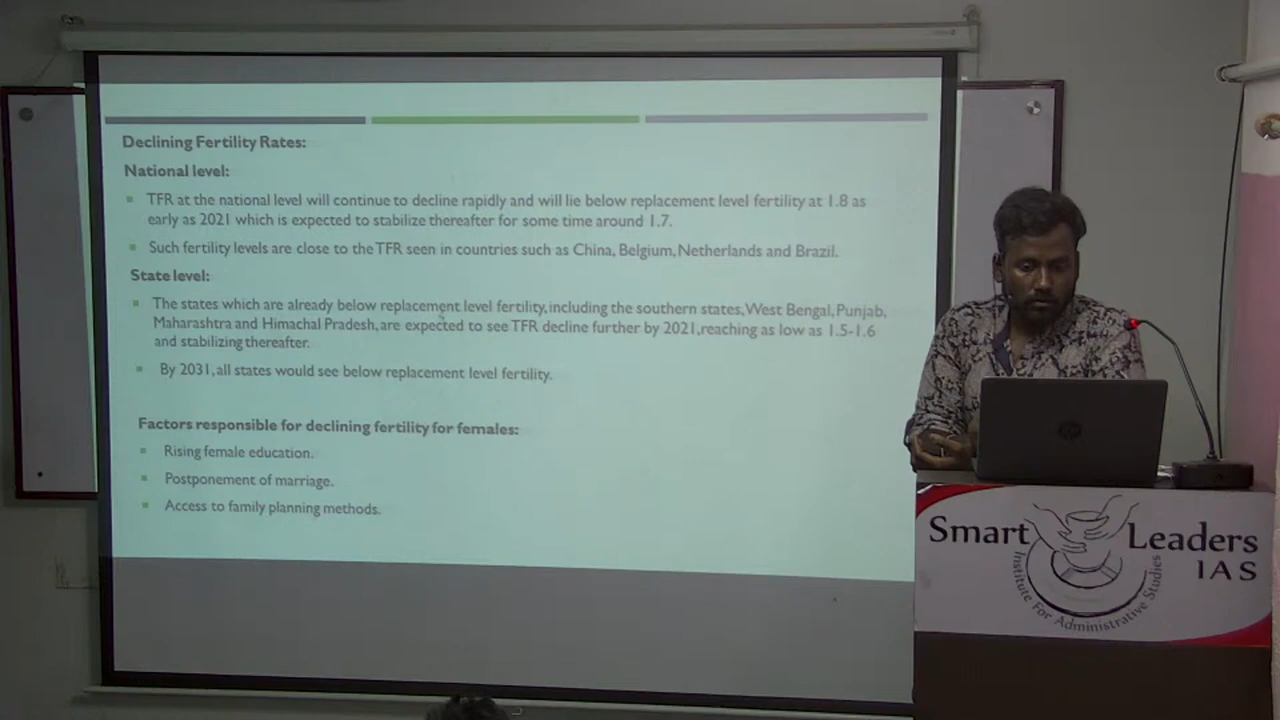 Declining Fertility Rates:
National level:
TFR at the national level will continue to decline rapidly and will lie below replacement level fertility at 1.8 as
early as 2021 which is expected to stabilize thereafter for some time around 1.7.
Such fertility levels are close to the TFR seen in countries such as China, Belgium, Netherlands and Brazil.
State level:
The states which are already below replacement level fertility, including the southern states, West Bengal, Punjab,
Maharashtra and Himachal Pradesh, are expected to see TFR decline further by 2021, reaching as low as 1.5-1.6
and stabilizing thereafter.
By 2031, all states would see below replacement level fertility.
Factors responsible for declining fertility for females:
Rising female education.
Postponement of marriage.
Access to family planning methods.
hp
Smart Leaders
IAS
Institute For Administrative Studies